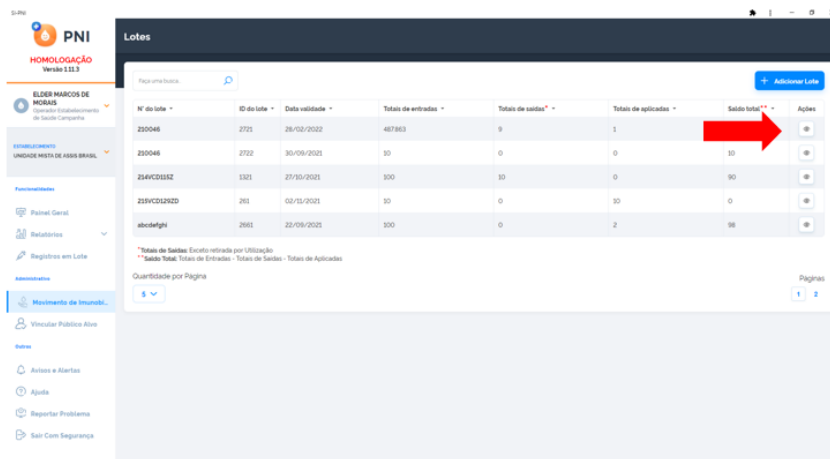 SI-PNI
PNI
HOMOLOGAÇÃO
Versão 1.11.3
ELDER MARCOS DE
MORAIS
Operador Estabelecimento
de Saúde Campanha
ESTABELECIMENTO
UNIDADE MISTA DE ASSIS BRASIL
Funcionalidades
Painel Geral
Relatórios
Registros em Lote
Administrativo
Movimento de Imunobi...
Vincular Público Alvo
Outros
Avisos e Alertas
Ajuda
Reportar Problema
Sair Com Segurança
Lotes
Faça uma busca...
+ Adicionar Lote
N° do lote ID do lote Data validade Totais de entradas Totais de saídas* Totais de aplicadas Saldo total** Ações
210046 2721 28/02/2022 487.863 9 1
210046 2722 30/09/2021 10 0 0 10
214VCD115Z 1321 27/10/2021 100 10 0 90
215VCD129ZD 261 02/11/2021 10 0 10 0
abcdefghi 2661 22/09/2021 100 0 2 98
*Totais de Saídas: Exceto retirada por Utilização
**Saldo Total: Totais de Entradas - Totais de Saídas - Totais de Aplicadas
Quantidade por Página
5
Páginas
1 2